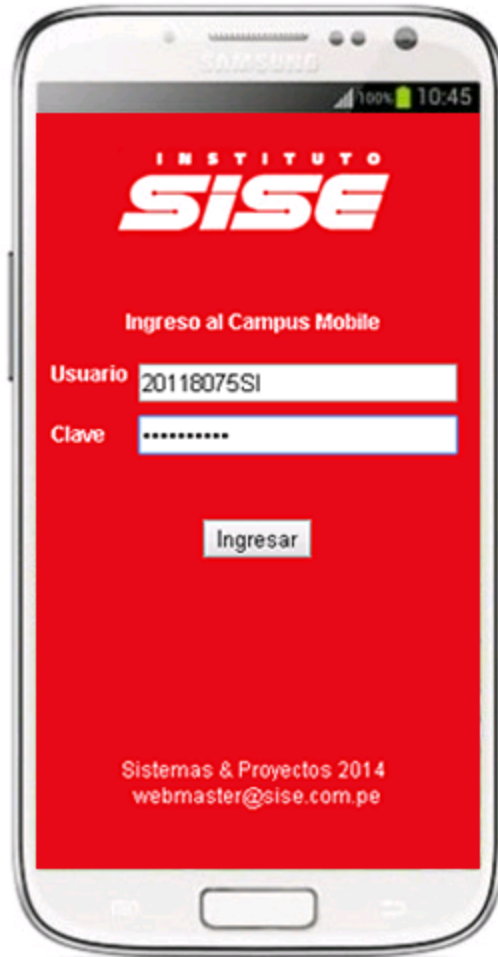 SAMSUNG
100% 10:45
INSTITUTO
SISE
Ingreso al Campus Mobile
Usuario 20118075SI
Clave ••••••••••
Ingresar
Sistemas & Proyectos 2014
webmaster@sise.com.pe